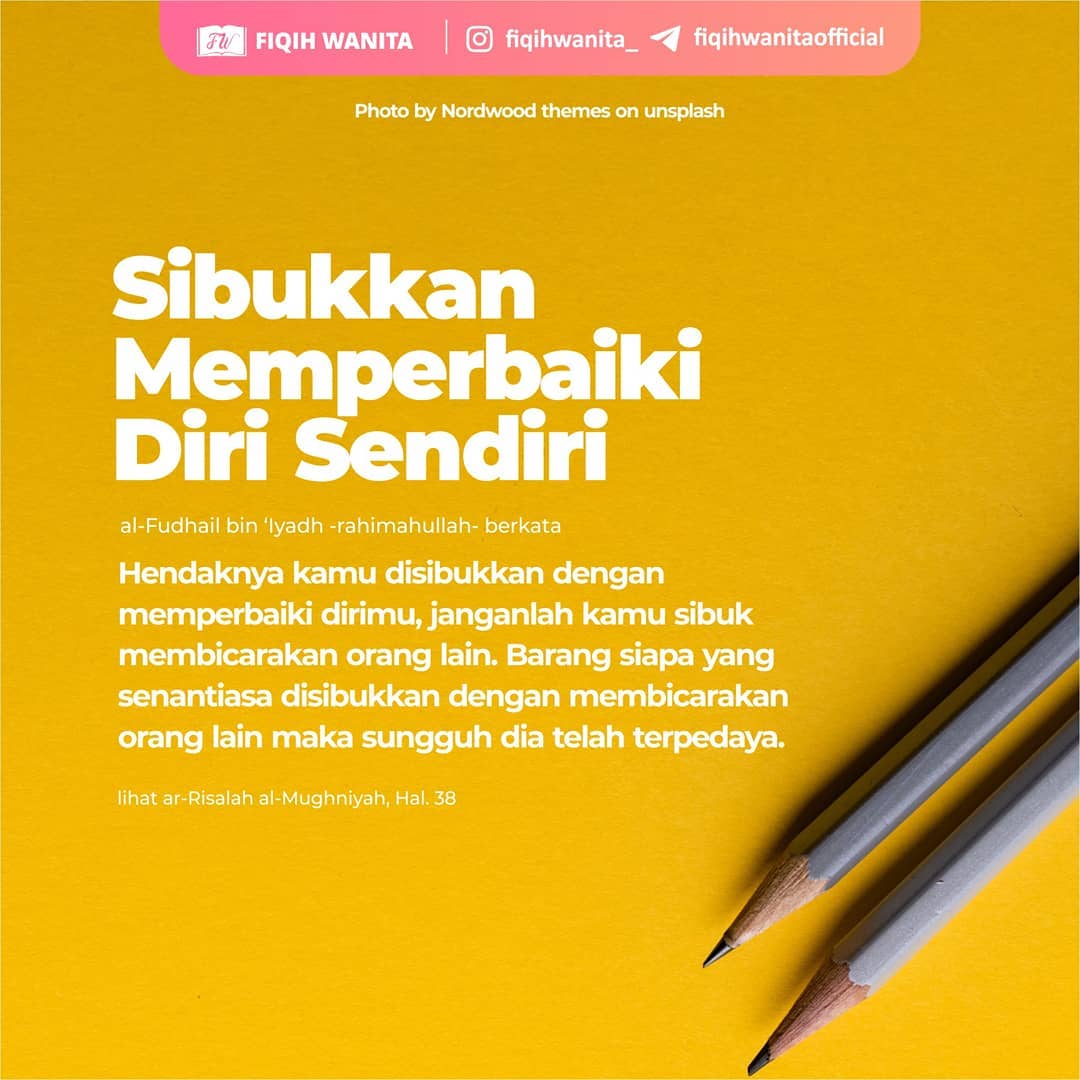 FW FIQIH WANITA | fiqihwanita_ fiqihwanitaofficial
Photo by Nordwood themes on unsplash
Sibukkan
Memperbaiki
Diri Sendiri
al-Fudhail bin ‘Iyadh -rahimahullah- berkata
Hendaknya kamu disibukkan dengan
memperbaiki dirimu, janganlah kamu sibuk
membicarakan orang lain. Barang siapa yang
senantiasa disibukkan dengan membicarakan
orang lain maka sungguh dia telah terpedaya.
lihat ar-Risalah al-Mughniyah, Hal. 38